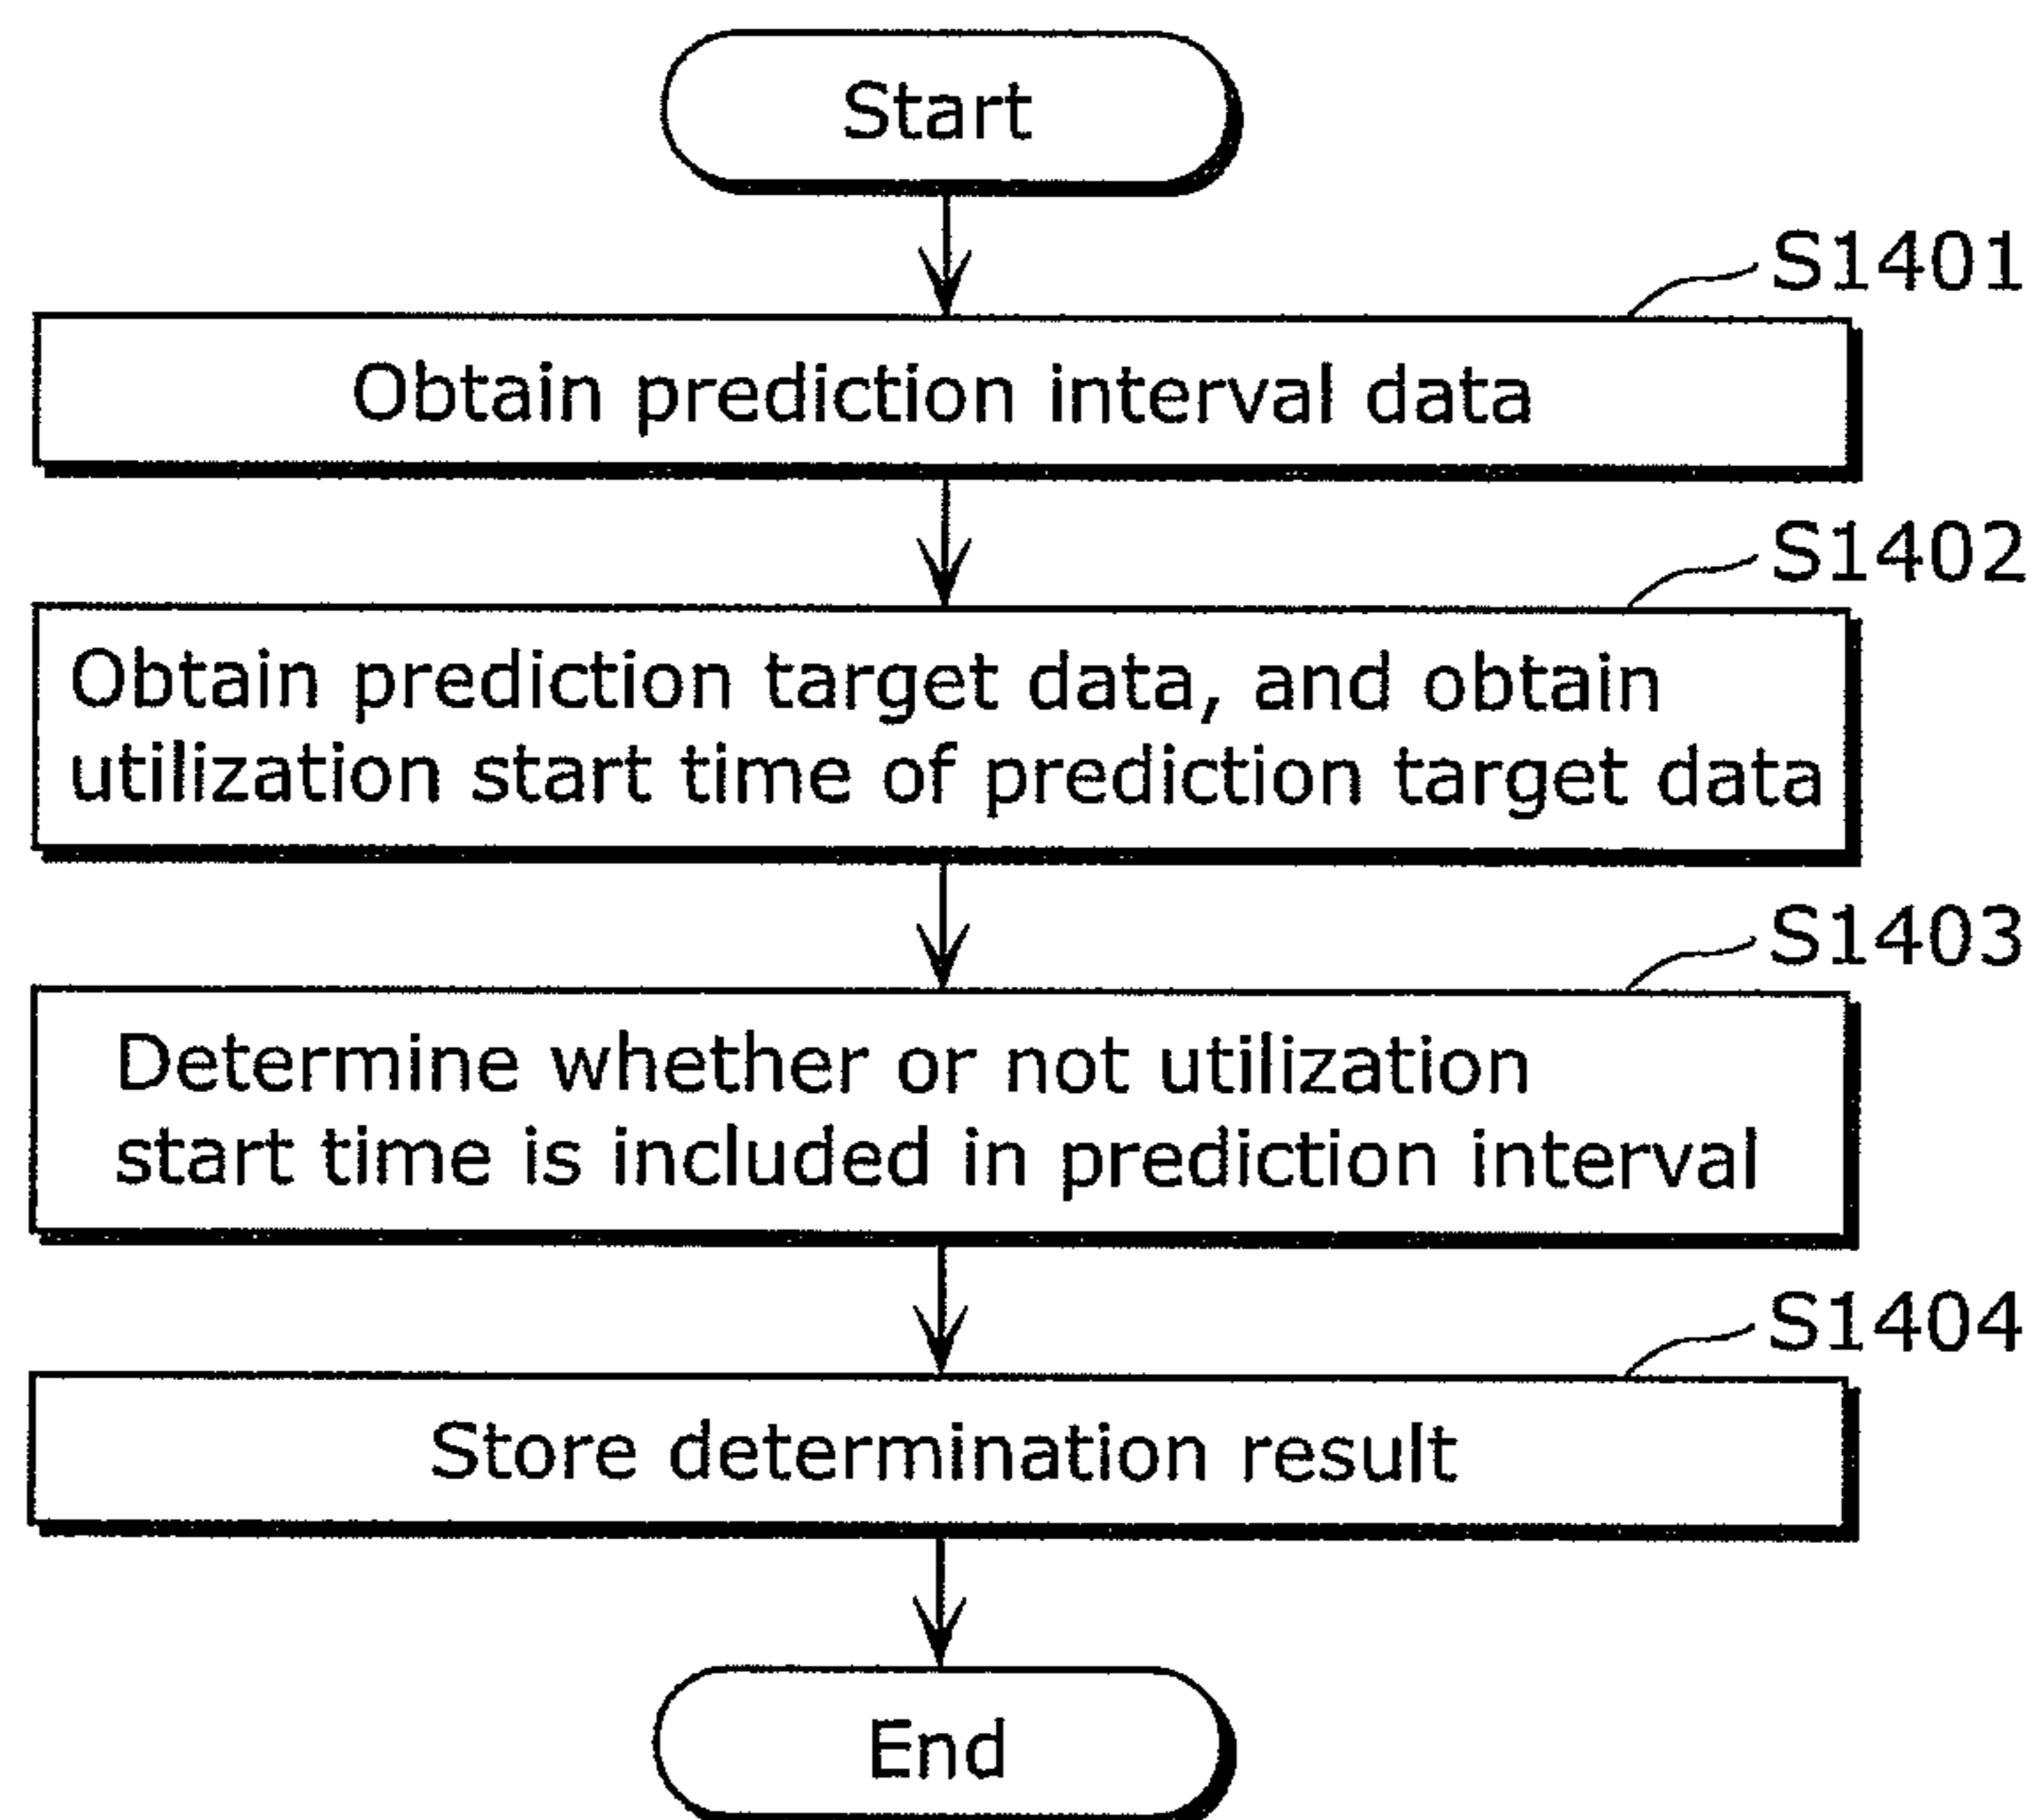 Start
S1401
Obtain prediction interval data
S1402
Obtain prediction target data, and obtain
utilization start time of prediction target data
S1403
Determine whether or not utilization
start time is included in prediction interval
S1404
Store determination result
End